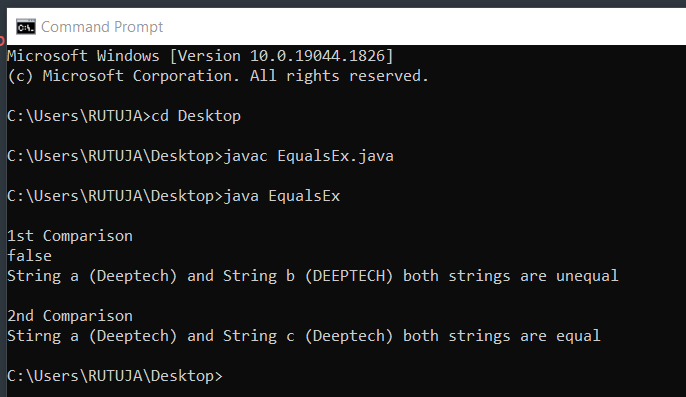 Command Prompt
Microsoft Windows [Version 10.0.19044.1826]
(c) Microsoft Corporation. All rights reserved.
C:\Users\RUTUJA>cd Desktop
C:\Users\RUTUJA\Desktop>javac EqualsEx.java
C:\Users\RUTUJA\Desktop>java EqualsEx
1st Comparison
false
String a (Deeptech) and String b (DEEPTECH) both strings are unequal
2nd Comparison
Stirng a (Deeptech) and String c (Deeptech) both strings are equal
C:\Users\RUTUJA\Desktop>